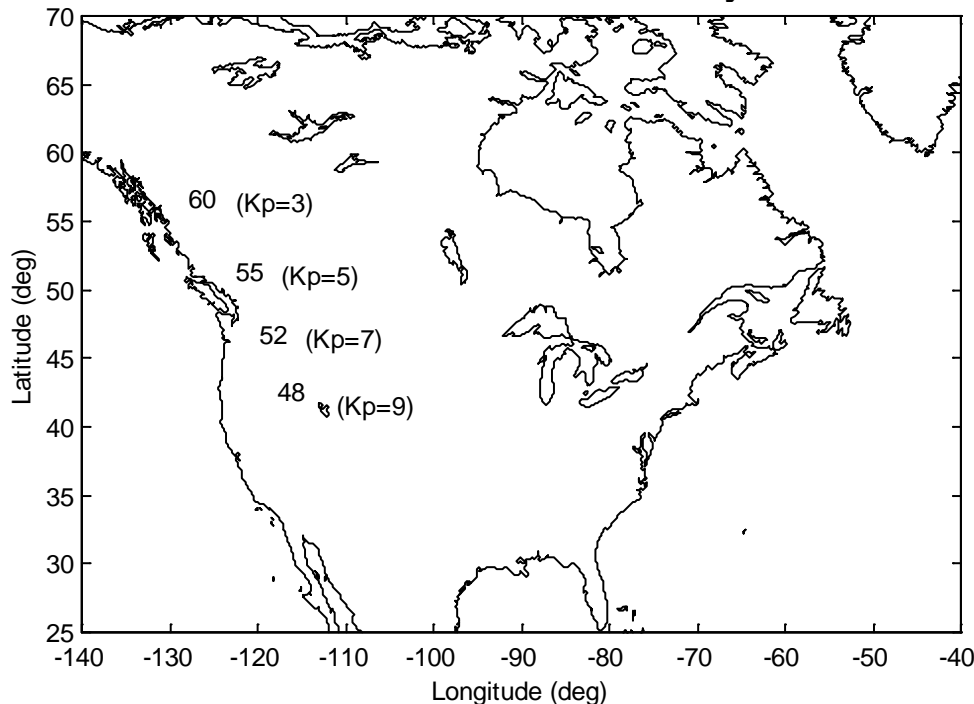 70
65
60
55
50
45
40
35
30
25
Latitude (deg)
60 (Kp=3)
55 (Kp=5)
52 (Kp=7)
48 (Kp=9)
-140 -130 -120 -110 -100 -90 -80 -70 -60 -50 -40
Longitude (deg)